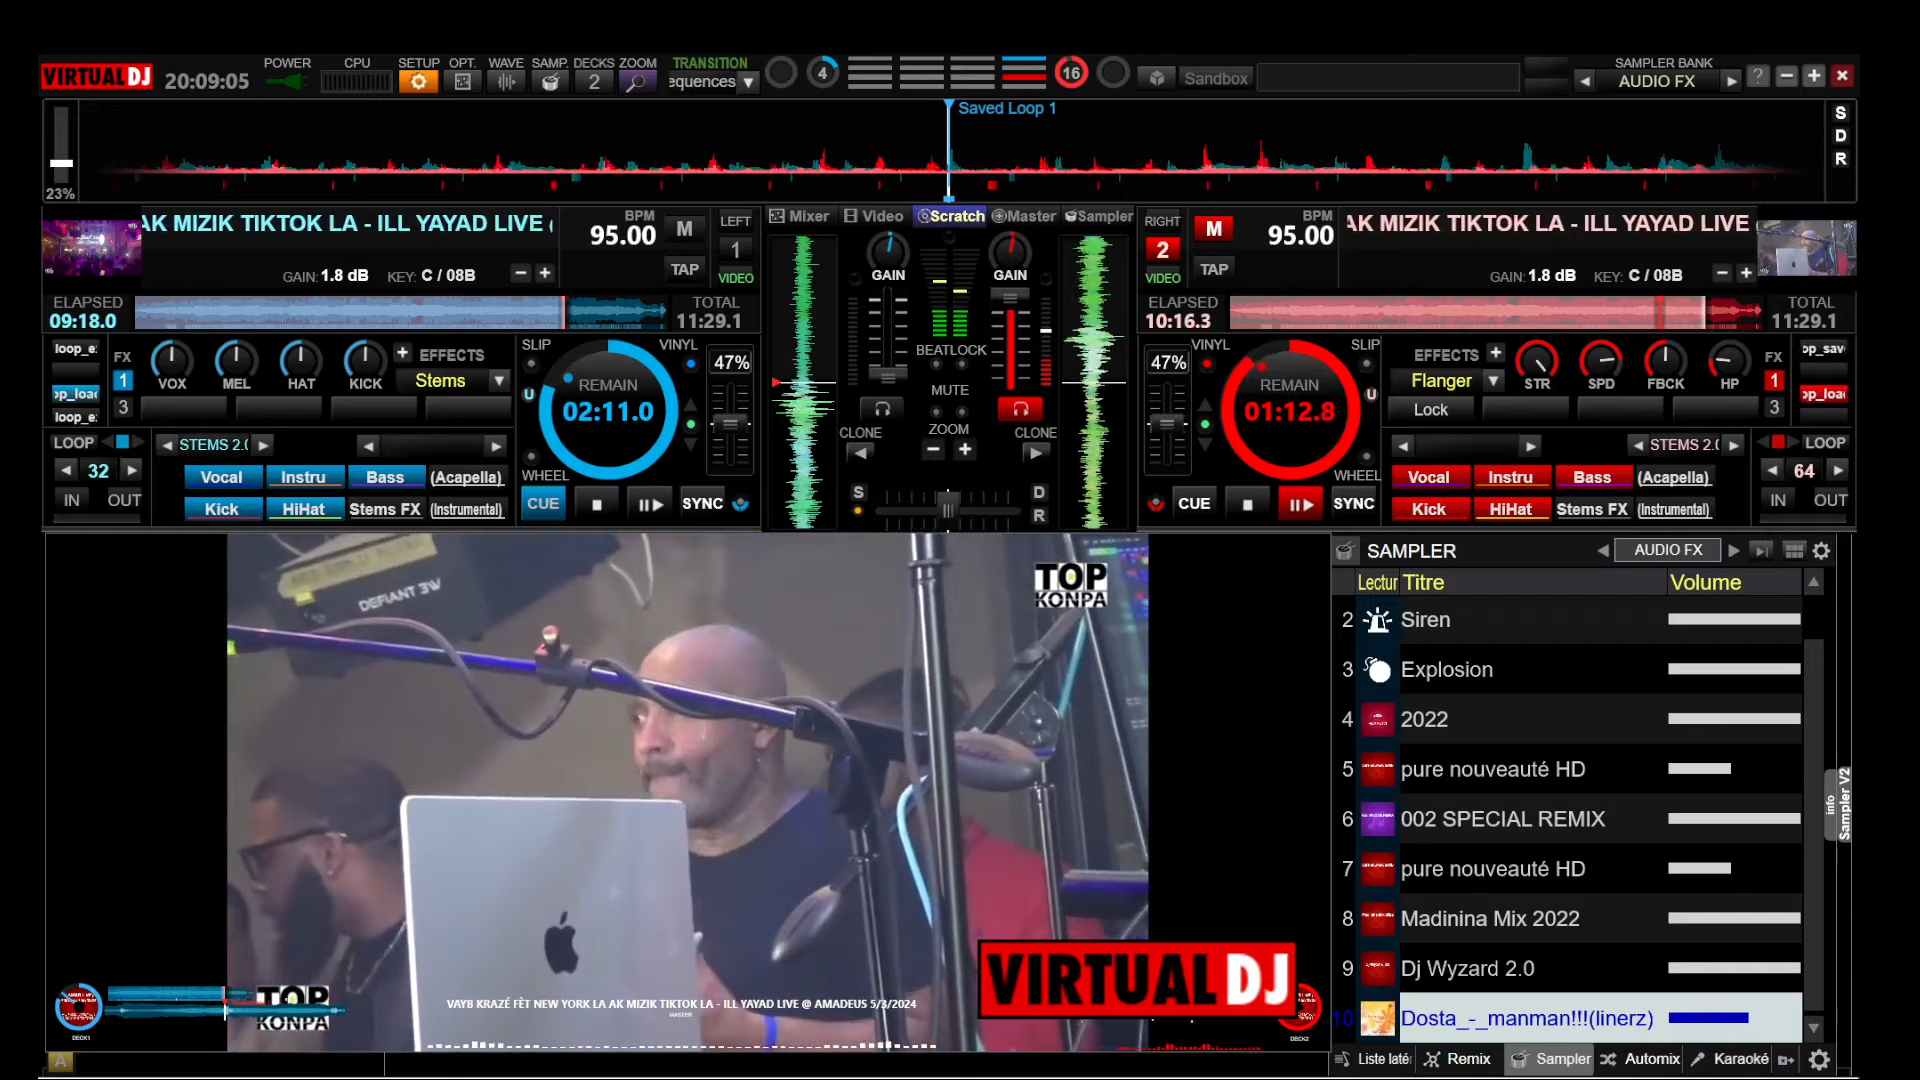 VIRTUAL DJ
20:09:05
POWER
CPU
SETUP
OPT.
WAVE
SAMP.
DECKS
2
ZOOM
TRANSITION
equences
4
16
Sandbox
SAMPLER BANK
AUDIO FX
?
Saved Loop 1
23%
S
D
R
AK MIZIK TIKTOK LA - ILL YAYAD LIVE (
BPM
95.00
M
TAP
GAIN: 1.8 dB KEY: C / 08B
LEFT
1
VIDEO
ELAPSED
09:18.0
TOTAL
11:29.1
Mixer
Video
Scratch
Master
Sampler
GAIN
GAIN
BEATLOCK
MUTE
ZOOM
CLONE
CLONE
S
D
R
RIGHT
2
VIDEO
M
TAP
BPM
95.00
AK MIZIK TIKTOK LA - ILL YAYAD LIVE
GAIN: 1.8 dB KEY: C / 08B
ELAPSED
10:16.3
TOTAL
11:29.1
loop_e
op_loa
loop_e
FX
1
3
VOX
MEL
HAT
KICK
EFFECTS
Stems
SLIP
VINYL
U
REMAIN
02:11.0
47%
WHEEL
LOOP
32
IN
OUT
STEMS 2.0
Vocal
Instru
Bass
(Acapella)
Kick
HiHat
Stems FX
(Instrumental)
CUE
SYNC
47%
VINYL
SLIP
U
REMAIN
01:12.8
WHEEL
CUE
SYNC
EFFECTS
Flanger
Lock
STR
SPD
FBCK
HP
FX
1
3
op_sav
op_loa
STEMS 2.0
LOOP
64
IN
OUT
Vocal
Instru
Bass
(Acapella)
Kick
HiHat
Stems FX
(Instrumental)
DEFIANT 3W
TOP
KONPA
VAYB KRAZÉ FÈT NEW YORK LA AK MIZIK TIKTOK LA - ILL YAYAD LIVE @ AMADEUS 5/3/2024
MASTER
VIRTUAL DJ
TOP
KONPA
DECK1
DECK2
A
SAMPLER
AUDIO FX
Lectur Titre Volume
2 Siren
3 Explosion
4 2022
5 pure nouveauté HD
6 002 SPECIAL REMIX
7 pure nouveauté HD
8 Madinina Mix 2022
9 Dj Wyzard 2.0
10 Dosta_-_manman!!!(linerz)
info
Sampler V2
Liste laté
Remix
Sampler
Automix
Karaoké